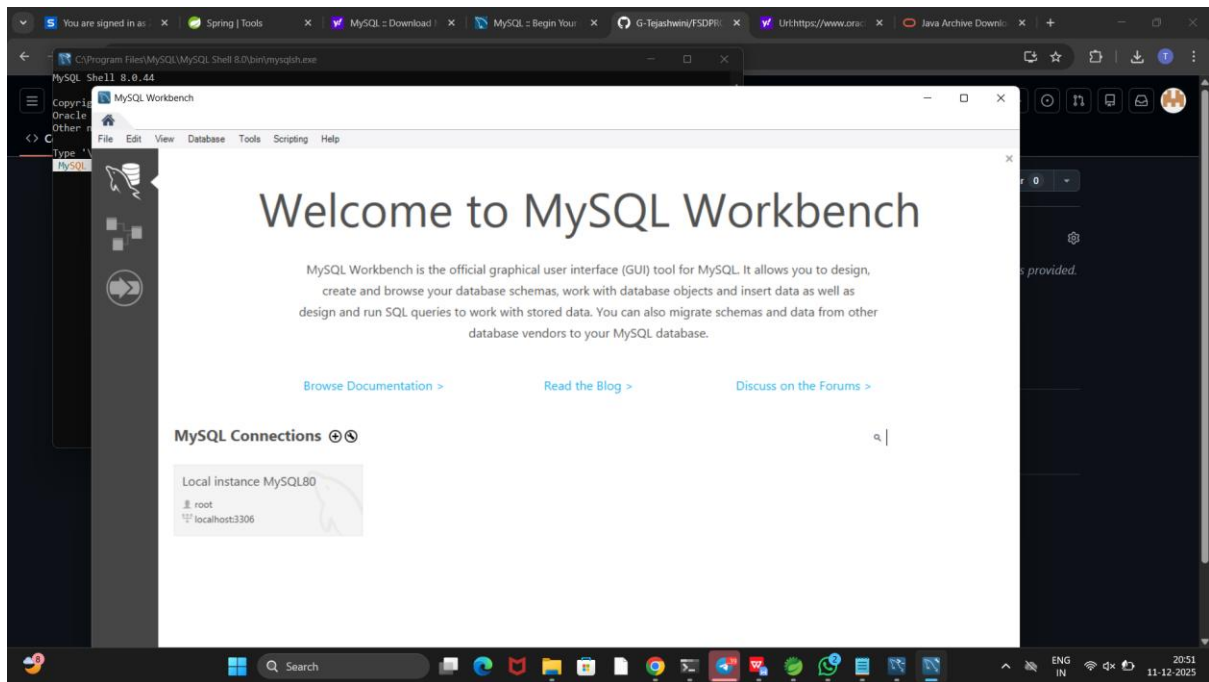 You are signed in as
Spring | Tools
MySQL :: Download
MySQL :: Begin Your
G-Tejashwini/FSDPR
Url:https://www.orac
Java Archive Downlo
C:\Program Files\MySQL\MySQL Shell 8.0\bin\mysqlsh.exe
MySQL Shell 8.0.44
Copyrig
Oracle
Other n
Type '\
MySQL
MySQL Workbench
File Edit View Database Tools Scripting Help
0
Welcome to MySQL Workbench
MySQL Workbench is the official graphical user interface (GUI) tool for MySQL. It allows you to design,
create and browse your database schemas, work with database objects and insert data as well as
design and run SQL queries to work with stored data. You can also migrate schemas and data from other
database vendors to your MySQL database.
s provided.
Browse Documentation >
Read the Blog >
Discuss on the Forums >
MySQL Connections
Local instance MySQL80
root
localhost:3306
Search
ENG
IN
20:51
11-12-2025